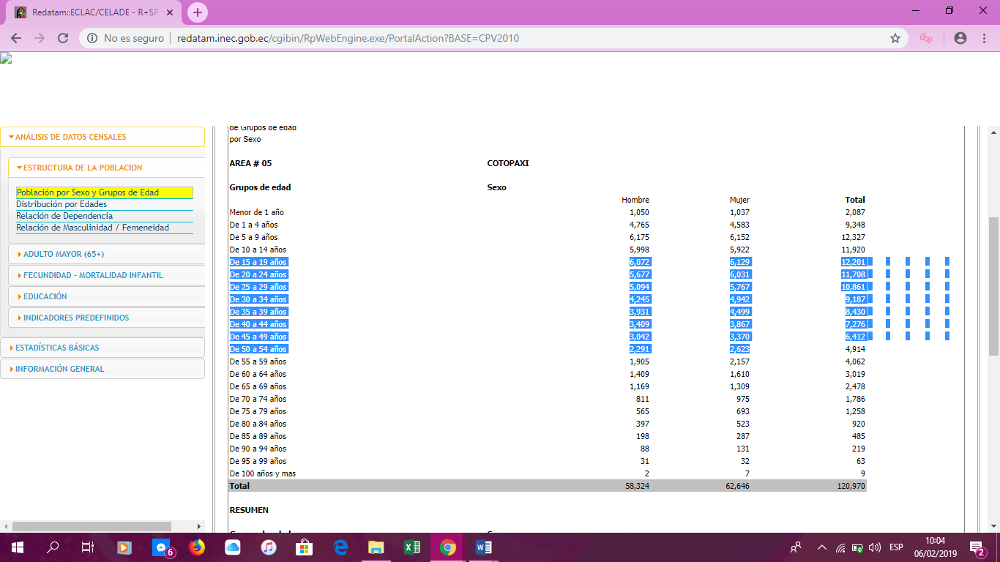 Redatam::ECLAC/CELADE - R+SP
No es seguro | redatam.inec.gob.ec/cgibin/RpWebEngine.exe/PortalAction?BASE=CPV2010
ANÁLISIS DE DATOS CENSALES
ESTRUCTURA DE LA POBLACION
Población por Sexo y Grupos de Edad
Distribución por Edades
Relación de Dependencia
Relación de Masculinidad / Femeneidad
ADULTO MAYOR (65+)
FECUNDIDAD - MORTALIDAD INFANTIL
EDUCACIÓN
INDICADORES PREDEFINIDOS
ESTADÍSTICAS BÁSICAS
INFORMACIÓN GENERAL
de Grupos de edad
por Sexo
AREA # 05 COTOPAXI
Grupos de edad Sexo
Hombre Mujer Total
Menor de 1 año 1,050 1,037 2,087
De 1 a 4 años 4,765 4,583 9,348
De 5 a 9 años 6,175 6,152 12,327
De 10 a 14 años 5,998 5,922 11,920
De 15 a 19 años 6,072 6,129 12,201
De 20 a 24 años 5,677 6,031 11,708
De 25 a 29 años 5,094 5,767 10,861
De 30 a 34 años 4,245 4,942 9,187
De 35 a 39 años 3,931 4,499 8,430
De 40 a 44 años 3,409 3,867 7,276
De 45 a 49 años 3,042 3,370 6,412
De 50 a 54 años 2,291 2,623 4,914
De 55 a 59 años 1,905 2,157 4,062
De 60 a 64 años 1,409 1,610 3,019
De 65 a 69 años 1,169 1,309 2,478
De 70 a 74 años 811 975 1,786
De 75 a 79 años 565 693 1,258
De 80 a 84 años 397 523 920
De 85 a 89 años 198 287 485
De 90 a 94 años 88 131 219
De 95 a 99 años 31 32 63
De 100 años y mas 2 7 9
Total 58,324 62,646 120,970
RESUMEN
6
ESP
10:04
06/02/2019
2